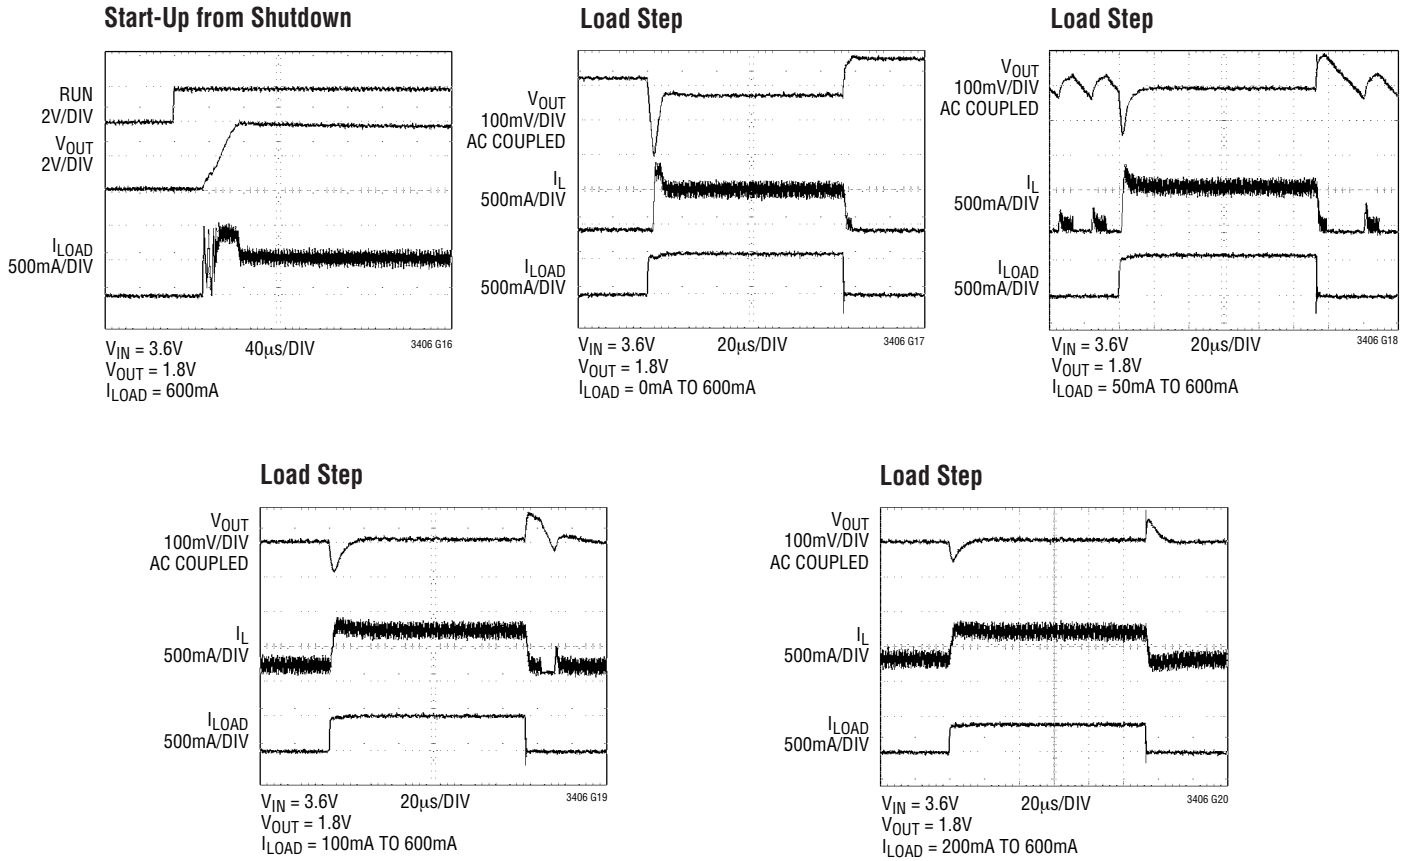 Start-Up from Shutdown
RUN
2V/DIV
VOUT
2V/DIV
ILOAD
500mA/DIV
VIN = 3.6V
VOUT = 1.8V
ILOAD = 600mA
40µs/DIV
3406 G16
Load Step
VOUT
100mV/DIV
AC COUPLED
IL
500mA/DIV
ILOAD
500mA/DIV
VIN = 3.6V
VOUT = 1.8V
ILOAD = 0mA TO 600mA
20µs/DIV
3406 G17
Load Step
VOUT
100mV/DIV
AC COUPLED
IL
500mA/DIV
ILOAD
500mA/DIV
VIN = 3.6V
VOUT = 1.8V
ILOAD = 50mA TO 600mA
20µs/DIV
3406 G18
Load Step
VOUT
100mV/DIV
AC COUPLED
IL
500mA/DIV
ILOAD
500mA/DIV
VIN = 3.6V
VOUT = 1.8V
ILOAD = 100mA TO 600mA
20µs/DIV
3406 G19
Load Step
VOUT
100mV/DIV
AC COUPLED
IL
500mA/DIV
ILOAD
500mA/DIV
VIN = 3.6V
VOUT = 1.8V
ILOAD = 200mA TO 600mA
20µs/DIV
3406 G20